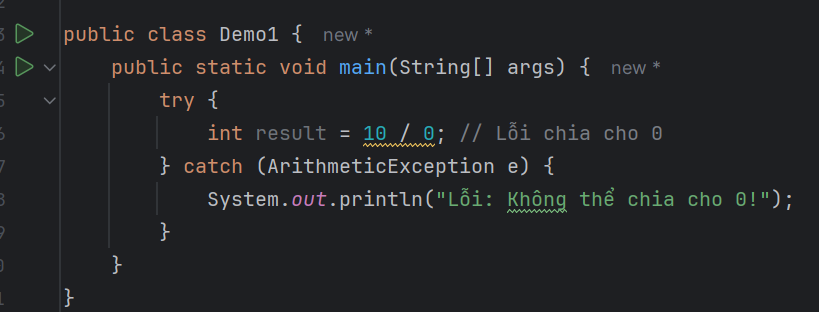 public class Demo1 { new *
public static void main(String[] args) { new *
try {
int result = 10 / 0; // Lỗi chia cho 0
} catch (ArithmeticException e) {
System.out.println("Lỗi: Không thể chia cho 0!");
}
}
}